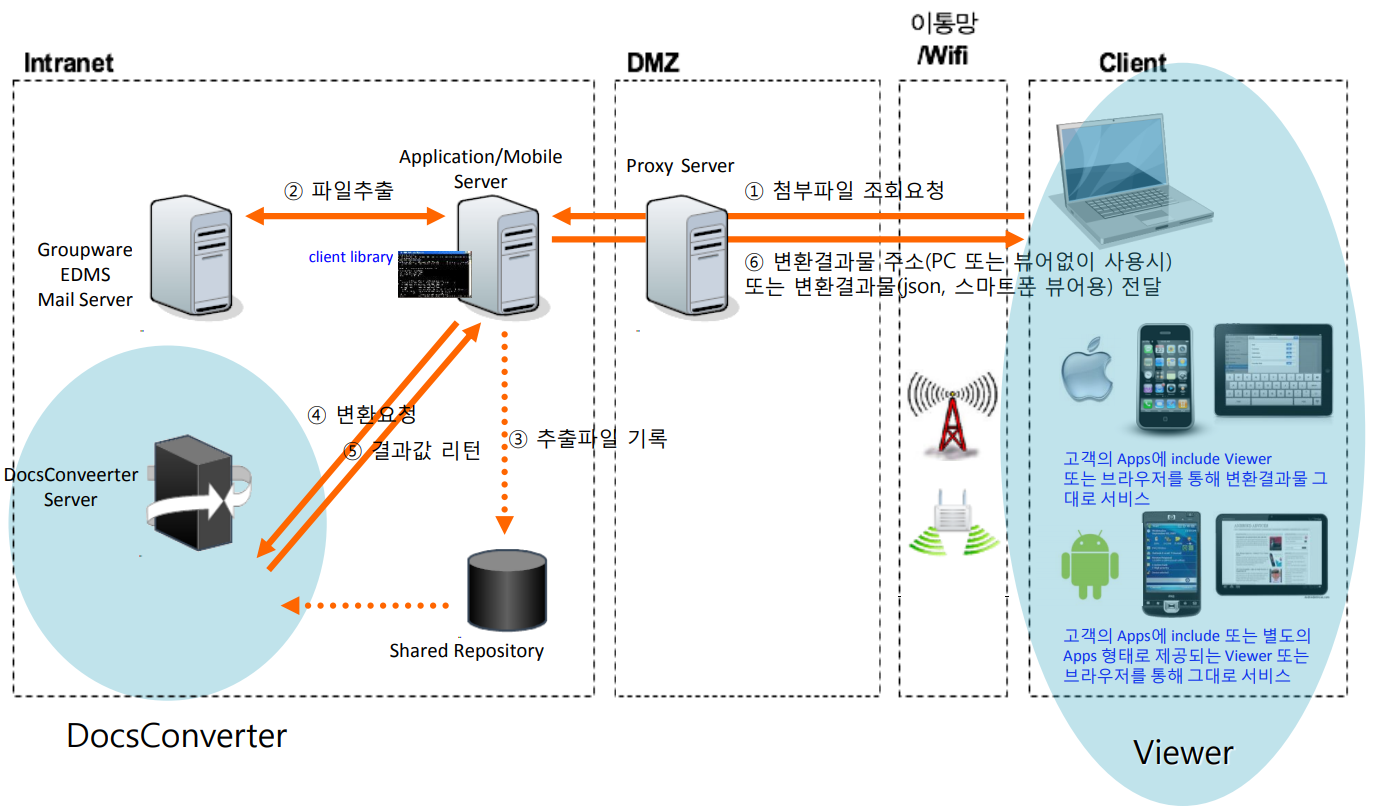 이통망
/Wifi
Intranet
DMZ
Client
Application/Mobile
Server
Proxy Server
② 파일추출
① 첨부파일 조회요청
Groupware
EDMS
Mail Server
client library
⑥ 변환결과물 주소(PC 또는 뷰어없이 사용시)
또는 변환결과물(json, 스마트폰 뷰어용) 전달
④ 변환요청
⑤ 결과값 리턴
③ 추출파일 기록
DocsConveerter
Server
고객의 Apps에 include Viewer
또는 브라우저를 통해 변환결과물 그
대로 서비스
Shared Repository
고객의 Apps에 include 또는 별도의
Apps 형태로 제공되는 Viewer 또는
브라우저를 통해 그대로 서비스
DocsConverter
Viewer